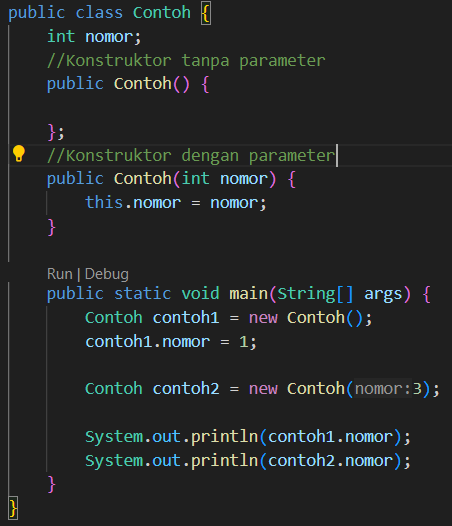 public class Contoh {
    int nomor;
    //Konstruktor tanpa parameter
    public Contoh() {

    };
    //Konstruktor dengan parameter
    public Contoh(int nomor) {
        this.nomor = nomor;
    }

    Run | Debug
    public static void main(String[] args) {
        Contoh contoh1 = new Contoh();
        contoh1.nomor = 1;

        Contoh contoh2 = new Contoh(nomor:3);

        System.out.println(contoh1.nomor);
        System.out.println(contoh2.nomor);
    }
}